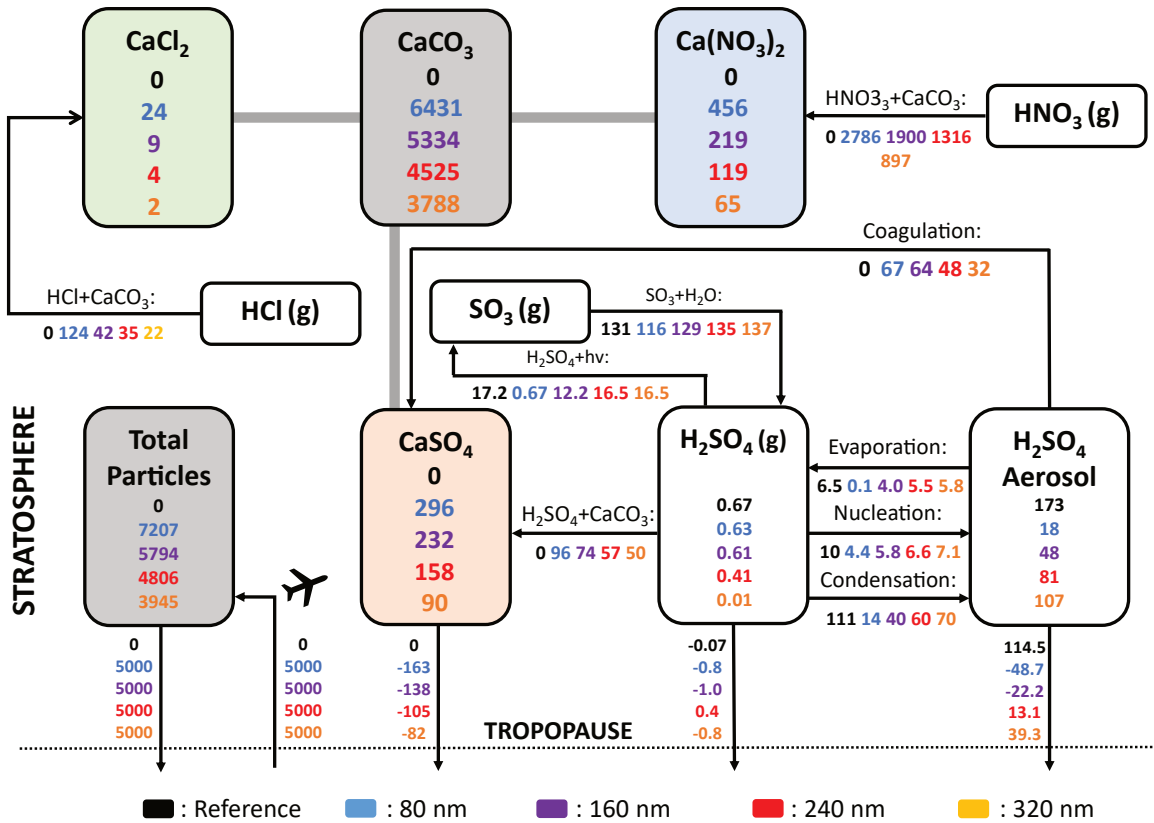 CaCl₂
0
24
9
4
2
CaCO₃
0
6431
5334
4525
3788
Ca(NO₃)₂
0
456
219
119
65
HNO3₃+CaCO₃:
0 2786 1900 1316
897
HNO₃ (g)
Coagulation:
0 67 64 48 32
HCl+CaCO₃:
0 124 42 35 22
HCl (g)
SO₃ (g)
SO₃+H₂O:
131 116 129 135 137
H₂SO₄+hv:
17.2 0.67 12.2 16.5 16.5
STRATOSPHERE
Total
Particles
0
7207
5794
4806
3945
CaSO₄
0
296
232
158
90
H₂SO₄+CaCO₃:
0 96 74 57 50
H₂SO₄ (g)
0.67
0.63
0.61
0.41
0.01
Evaporation:
6.5 0.1 4.0 5.5 5.8
Nucleation:
10 4.4 5.8 6.6 7.1
Condensation:
111 14 40 60 70
H₂SO₄
Aerosol
173
18
48
81
107
0
5000
5000
5000
5000
0
5000
5000
5000
5000
0
-163
-138
-105
-82
-0.07
-0.8
-1.0
0.4
-0.8
114.5
-48.7
-22.2
13.1
39.3
TROPOPAUSE
: Reference
: 80 nm
: 160 nm
: 240 nm
: 320 nm